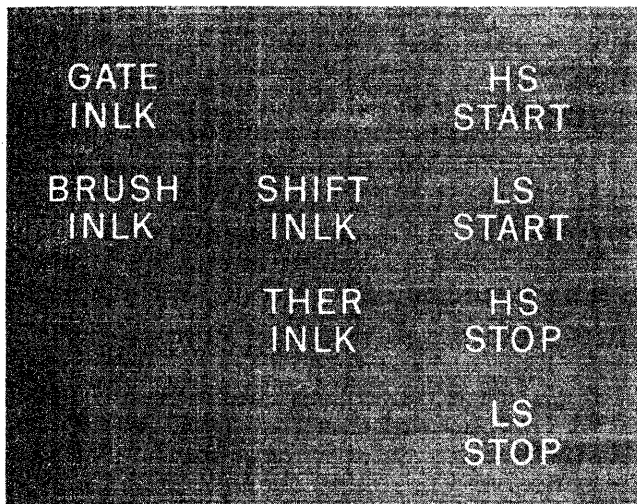 GATE
INLK
HS
START
BRUSH
INLK
SHIFT
INLK
LS
START
THER
INLK
HS
STOP
LS
STOP